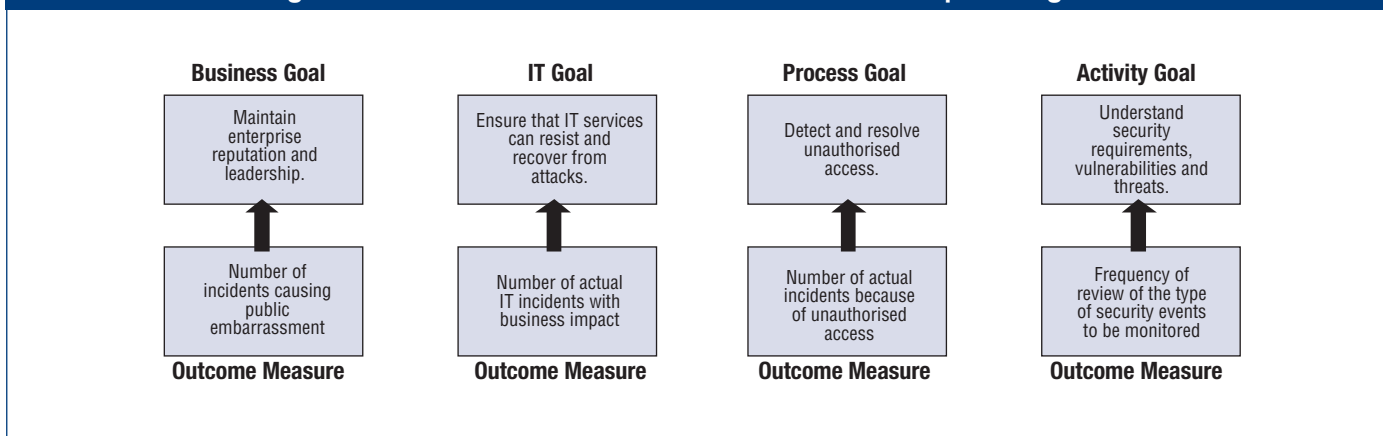 Business Goal
IT Goal
Process Goal
Activity Goal
Maintain
enterprise
reputation and
leadership.
Ensure that IT services
can resist and
recover from
attacks.
Detect and resolve
unauthorised
access.
Understand
security
requirements,
vulnerabilities and
threats.
Number of
incidents causing
public
embarrassment
Number of actual
IT incidents with
business impact
Number of actual
incidents because
of unauthorised
access
Frequency of
review of the type
of security events
to be monitored
Outcome Measure
Outcome Measure
Outcome Measure
Outcome Measure